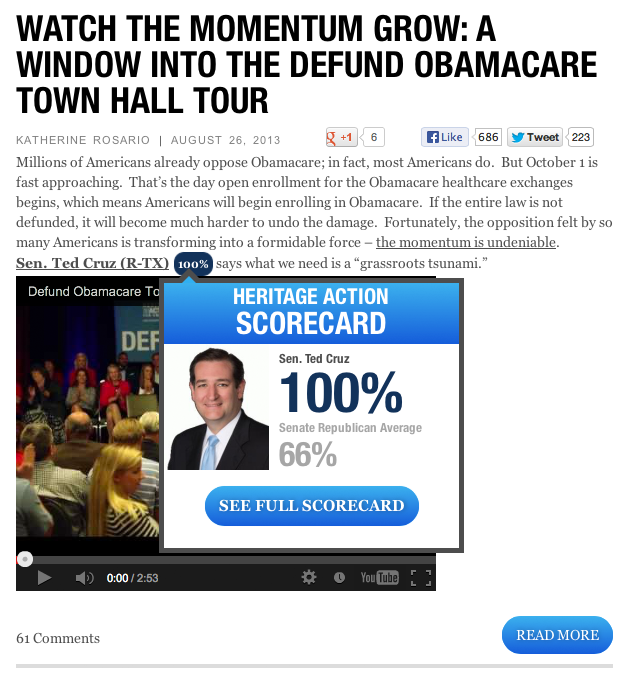 WATCH THE MOMENTUM GROW: A
WINDOW INTO THE DEFUND OBAMACARE
TOWN HALL TOUR
KATHERINE ROSARIO | AUGUST 26, 2013
g +1 6
Like 686
Tweet 223
Millions of Americans already oppose Obamacare; in fact, most Americans do. But October 1 is
fast approaching. That's the day open enrollment for the Obamacare healthcare exchanges
begins, which means Americans will begin enrolling in Obamacare. If the entire law is not
defunded, it will become much harder to undo the damage. Fortunately, the opposition felt by so
many Americans is transforming into a formidable force – the momentum is undeniable.
Sen. Ted Cruz (R-TX) 100% says what we need is a “grassroots tsunami.”
Defund Obamacare To
DEF
HERITAGE ACTION
SCORECARD
Sen. Ted Cruz
100%
Senate Republican Average
66%
SEE FULL SCORECARD
0:00 / 2:53
YouTube
61 Comments
READ MORE